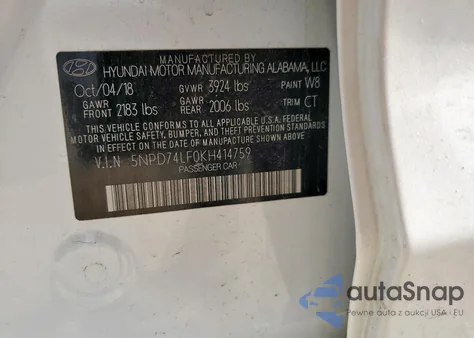 MANUFACTURED BY
HYUNDAI MOTOR MANUFACTURING ALABAMA, LLC
Oct/04/18 GVWR 3924 lbs PAINT W8
GAWR FRONT 2183 lbs GAWR REAR 2006 lbs TRIM CT
THIS VEHICLE CONFORMS TO ALL APPLICABLE U.S. FEDERAL
MOTOR VEHICLE SAFETY, BUMPER, AND THEFT PREVENTION
STANDARDS IN EFFECT ON THE DATE OF MANUFACTURE SHOWN ABOVE.
V.I.N 5NPD74LF0KH414759
PASSENGER CAR
autoSnap
Pewne auta z aukcji USA i EU